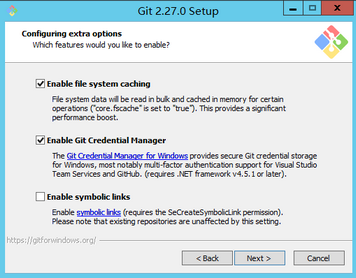 Git 2.27.0 Setup
Configuring extra options
Which features would you like to enable?
Enable file system caching
File system data will be read in bulk and cached in memory for certain
operations ("core.fscache" is set to "true"). This provides a significant
performance boost.
Enable Git Credential Manager
The Git Credential Manager for Windows provides secure Git credential storage
for Windows, most notably multi-factor authentication support for Visual Studio
Team Services and GitHub. (requires .NET framework v4.5.1 or later).
Enable symbolic links
Enable symbolic links (requires the SeCreateSymbolicLink permission).
Please note that existing repositories are unaffected by this setting.
https://gitforwindows.org/
< Back
Next >
Cancel